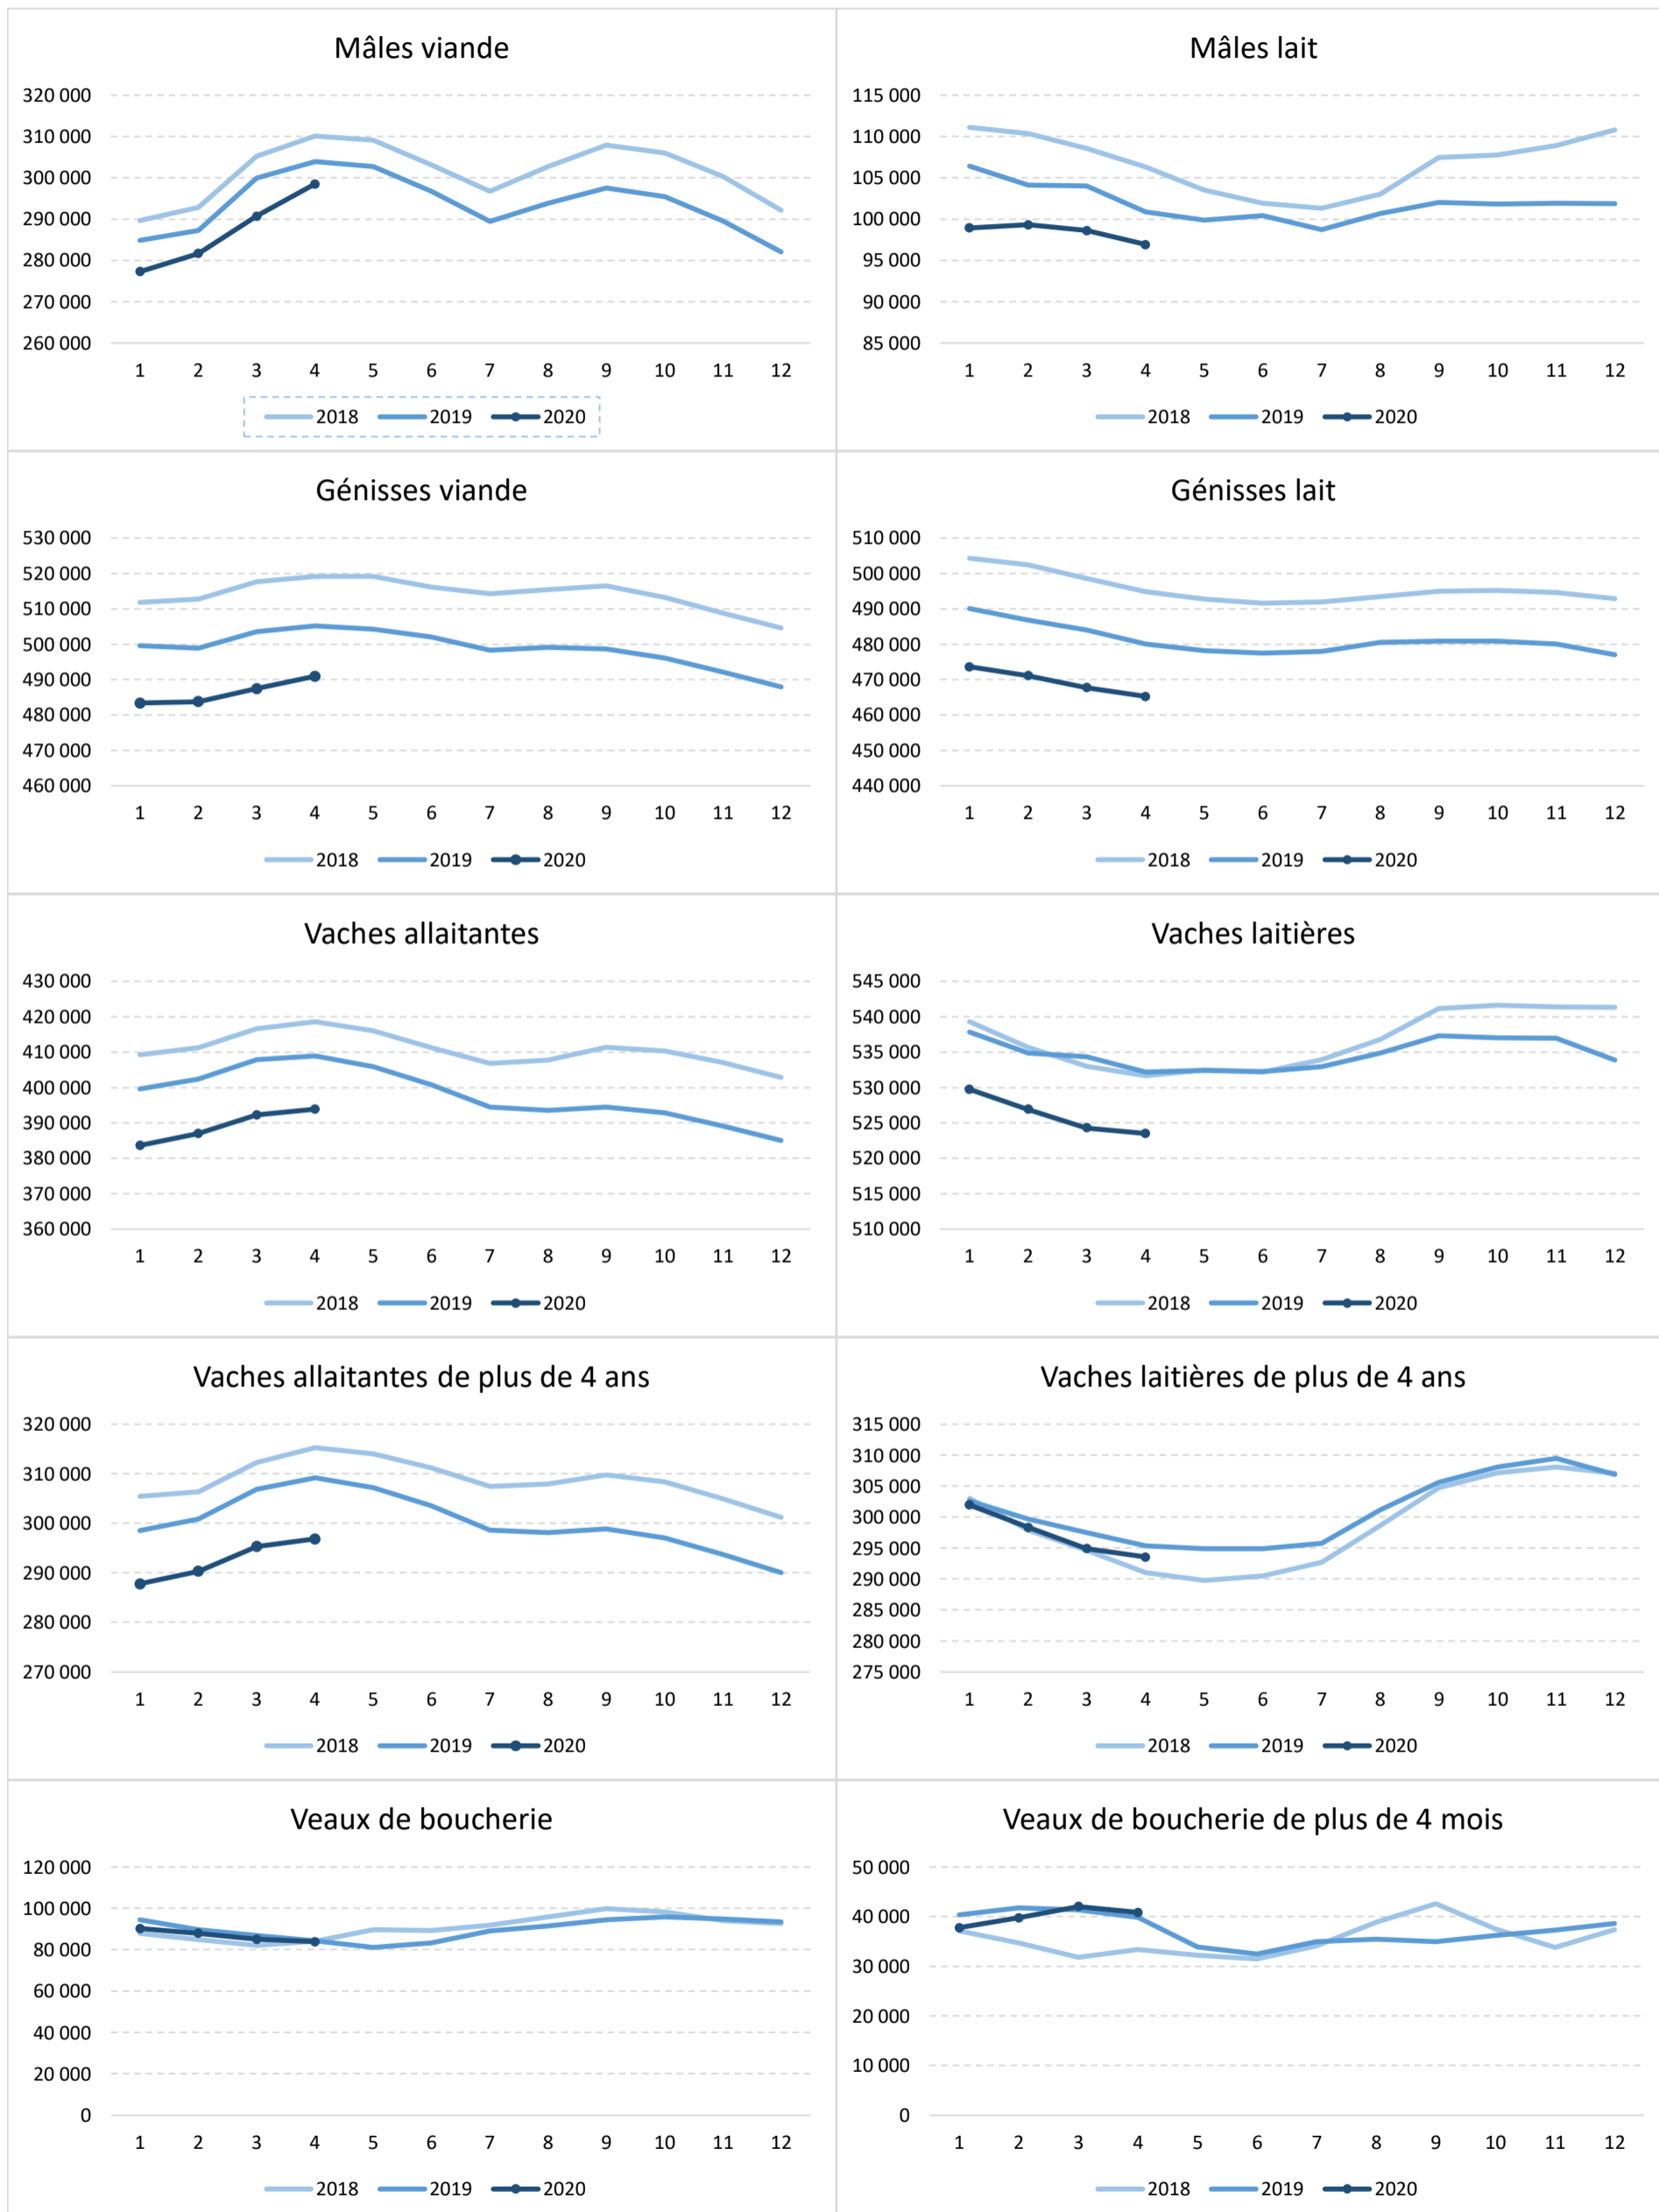 Mâles viande
320 000
310 000
300 000
290 000
280 000
270 000
260 000
1 2 3 4 5 6 7 8 9 10 11 12
2018 2019 2020
Mâles lait
115 000
110 000
105 000
100 000
95 000
90 000
85 000
1 2 3 4 5 6 7 8 9 10 11 12
2018 2019 2020
Génisses viande
530 000
520 000
510 000
500 000
490 000
480 000
470 000
460 000
1 2 3 4 5 6 7 8 9 10 11 12
2018 2019 2020
Génisses lait
510 000
500 000
490 000
480 000
470 000
460 000
450 000
440 000
1 2 3 4 5 6 7 8 9 10 11 12
2018 2019 2020
Vaches allaitantes
430 000
420 000
410 000
400 000
390 000
380 000
370 000
360 000
1 2 3 4 5 6 7 8 9 10 11 12
2018 2019 2020
Vaches laitières
545 000
540 000
535 000
530 000
525 000
520 000
515 000
510 000
1 2 3 4 5 6 7 8 9 10 11 12
2018 2019 2020
Vaches allaitantes de plus de 4 ans
320 000
310 000
300 000
290 000
280 000
270 000
1 2 3 4 5 6 7 8 9 10 11 12
2018 2019 2020
Vaches laitières de plus de 4 ans
315 000
310 000
305 000
300 000
295 000
290 000
285 000
280 000
275 000
1 2 3 4 5 6 7 8 9 10 11 12
2018 2019 2020
Veaux de boucherie
120 000
100 000
80 000
60 000
40 000
20 000
0
1 2 3 4 5 6 7 8 9 10 11 12
2018 2019 2020
Veaux de boucherie de plus de 4 mois
50 000
40 000
30 000
20 000
10 000
0
1 2 3 4 5 6 7 8 9 10 11 12
2018 2019 2020